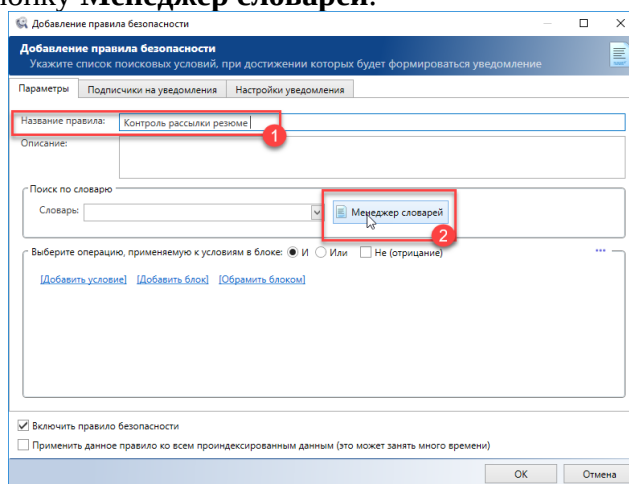 Менеджер словарей.
Добавление правила безопасности
Добавление правила безопасности
Укажите список поисковых условий, при достижении которых будет формироваться уведомление
Параметры Подписчики на уведомления Настройки уведомления
Название правила: Контроль рассылки резюме
1
Описание:
Поиск по словарю
Словарь: Менеджер словарей
2
Выберите операцию, применяемую к условиям в блоке: И Или Не (отрицание) ...
[Добавить условие] [Добавить блок] [Обрамить блоком]
Включить правило безопасности
Применить данное правило ко всем проиндексированным данным (это может занять много времени)
OK Отмена